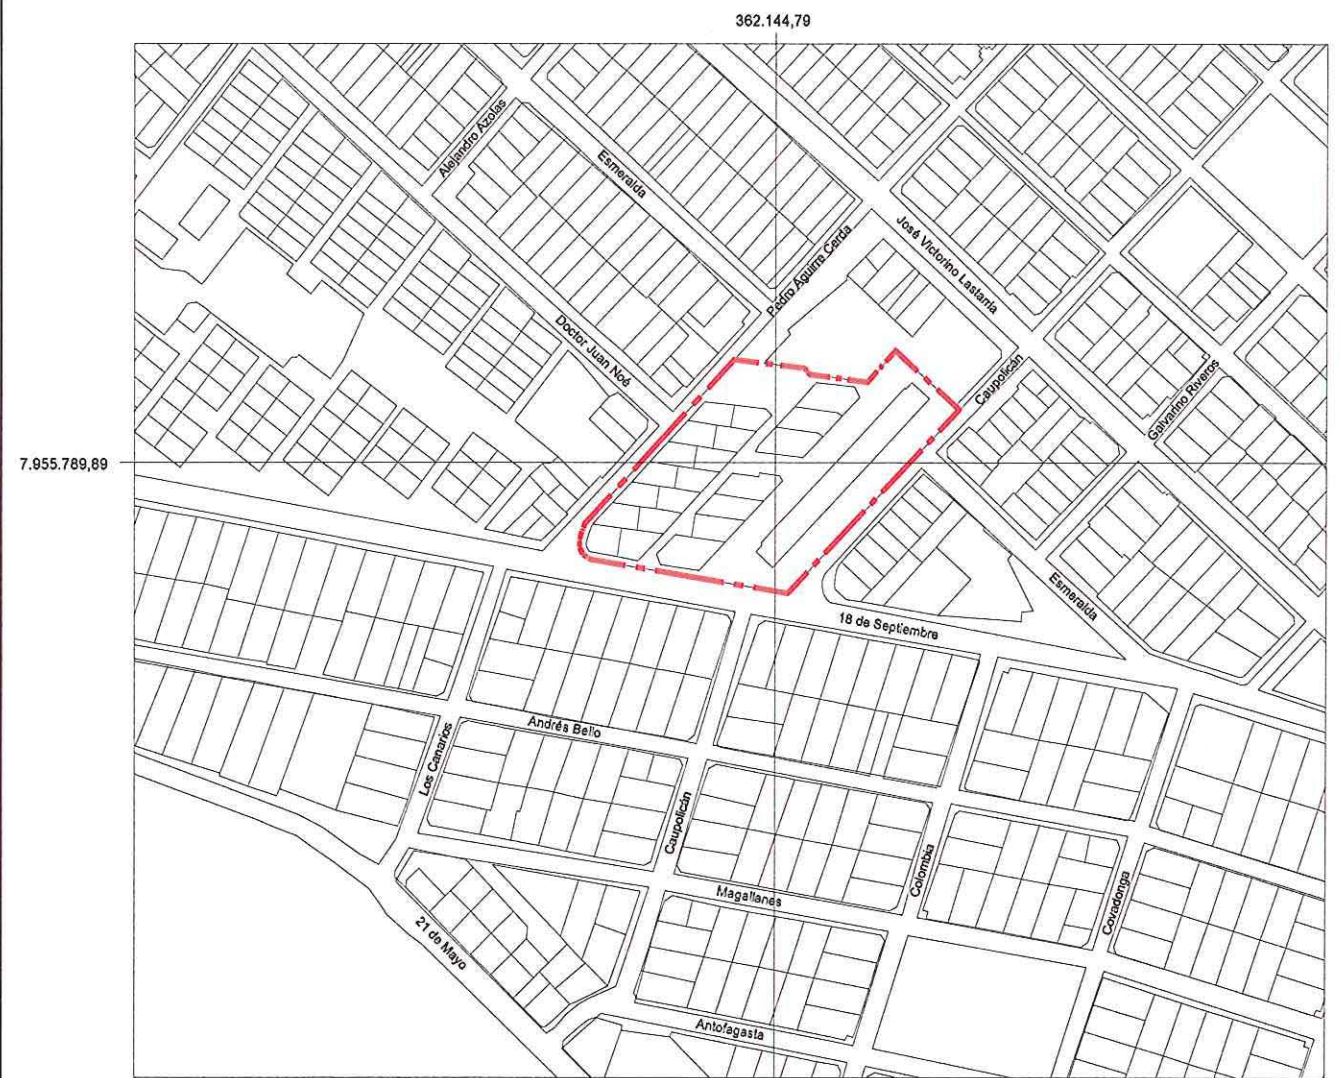 362.144,79
Alejandro Azolas
Esmeralda
José Victorino Lastarria
Pedro Aguirre Cerda
Doctor Juan Noé
Caupolicán
Galvarino Riveros
7.955.789,89
Esmeralda
18 de Septiembre
Andrés Bello
Los Canarios
Caupolicán
Colombia
Magallanes
Covadonga
21 de Mayo
Antofagasta